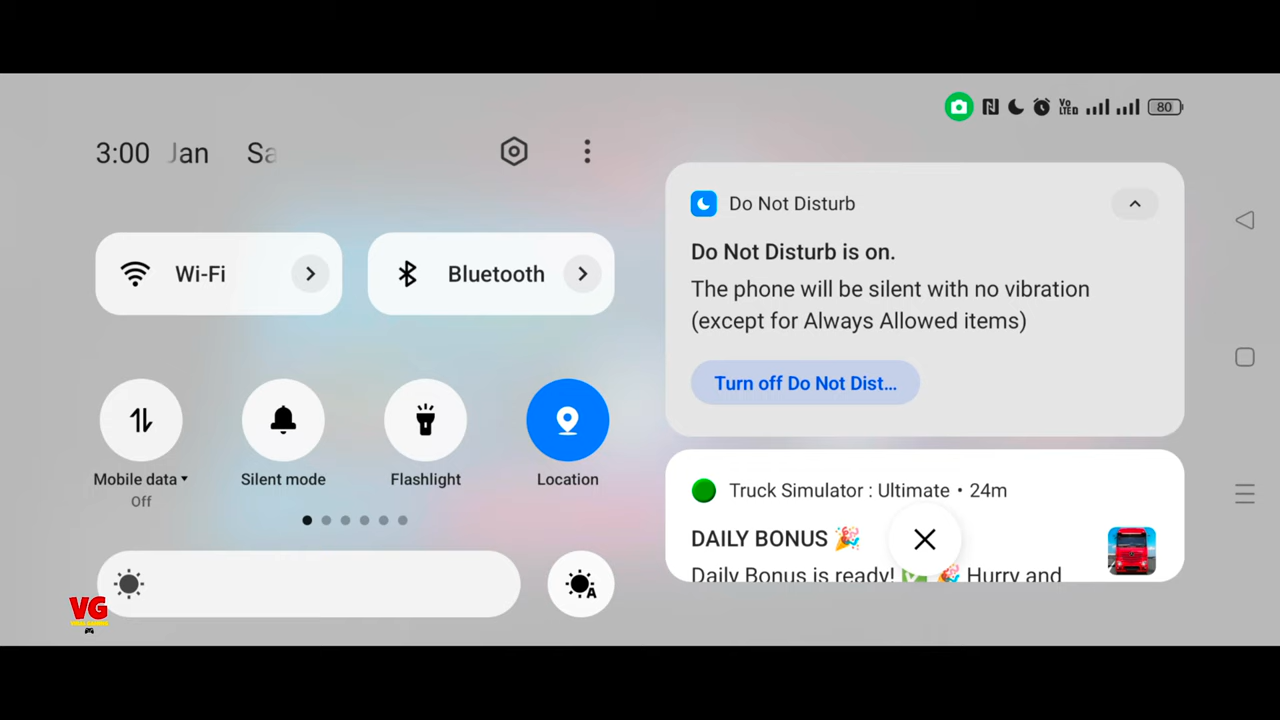 VoLTED 80
3:00 Jan Sa
Wi-Fi
Bluetooth
Mobile data
Off
Silent mode
Flashlight
Location
A
Do Not Disturb
Do Not Disturb is on.
The phone will be silent with no vibration
(except for Always Allowed items)
Turn off Do Not Dist...
Truck Simulator : Ultimate • 24m
DAILY BONUS 🎉
Daily Bonus is ready! ✅ 🎉 Hurry and
VG